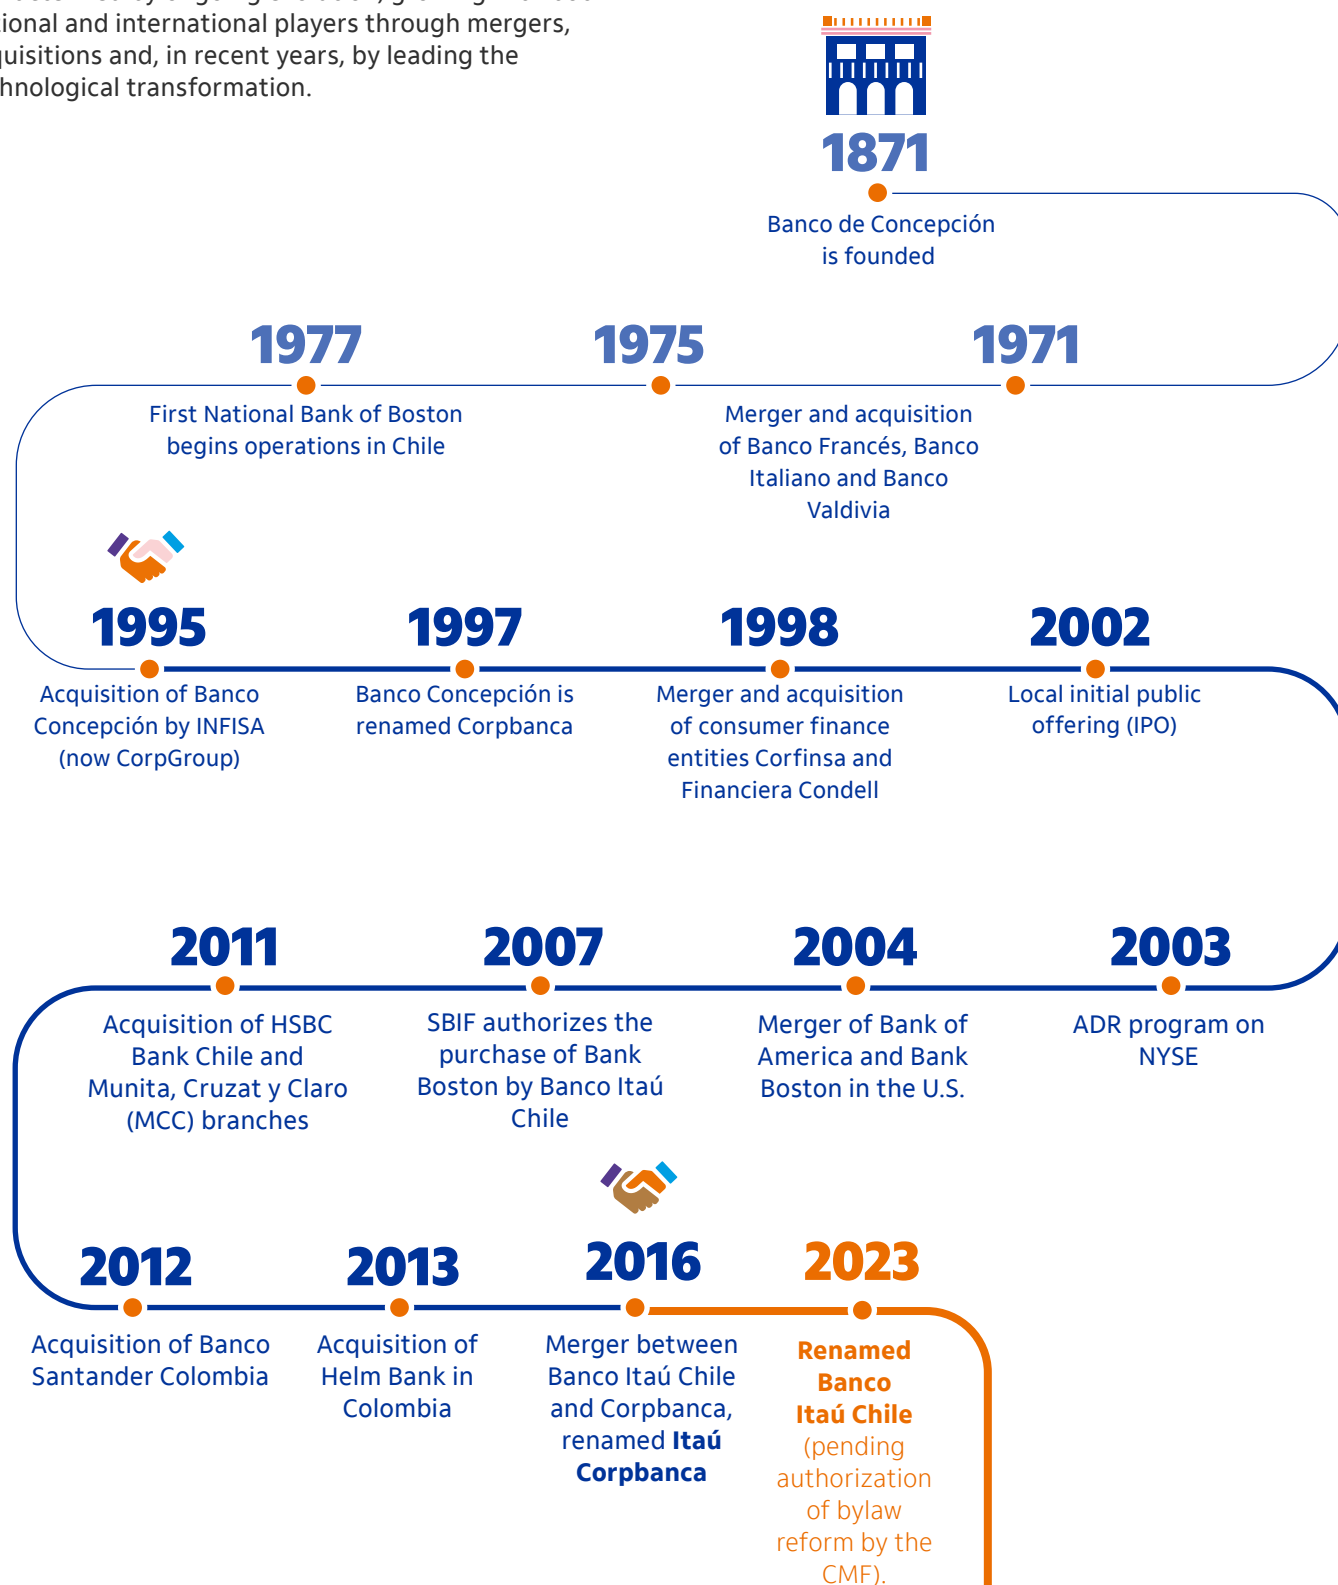 tional and international players through mergers,
quisitions and, in recent years, by leading the
hnological transformation.
1871
Banco de Concepción
is founded
1977
1975
1971
First National Bank of Boston
begins operations in Chile
Merger and acquisition
of Banco Francés, Banco
Italiano and Banco
Valdivia
1995
Acquisition of Banco
Concepción by INFISA
(now CorpGroup)
1997
Banco Concepción is
renamed Corpbanca
1998
Merger and acquisition
of consumer finance
entities Corfinsa and
Financiera Condell
2002
Local initial public
offering (IPO)
2011
Acquisition of HSBC
Bank Chile and
Munita, Cruzat y Claro
(MCC) branches
2007
SBIF authorizes the
purchase of Bank
Boston by Banco Itaú
Chile
2004
Merger of Bank of
America and Bank
Boston in the U.S.
2003
ADR program on
NYSE
2012
Acquisition of Banco
Santander Colombia
2013
Acquisition of
Helm Bank in
Colombia
2016
Merger between
Banco Itaú Chile
and Corpbanca,
renamed Itaú
Corpbanca
2023
Renamed
Banco
Itaú Chile
(pending
authorization
of bylaw
reform by the
CMF).